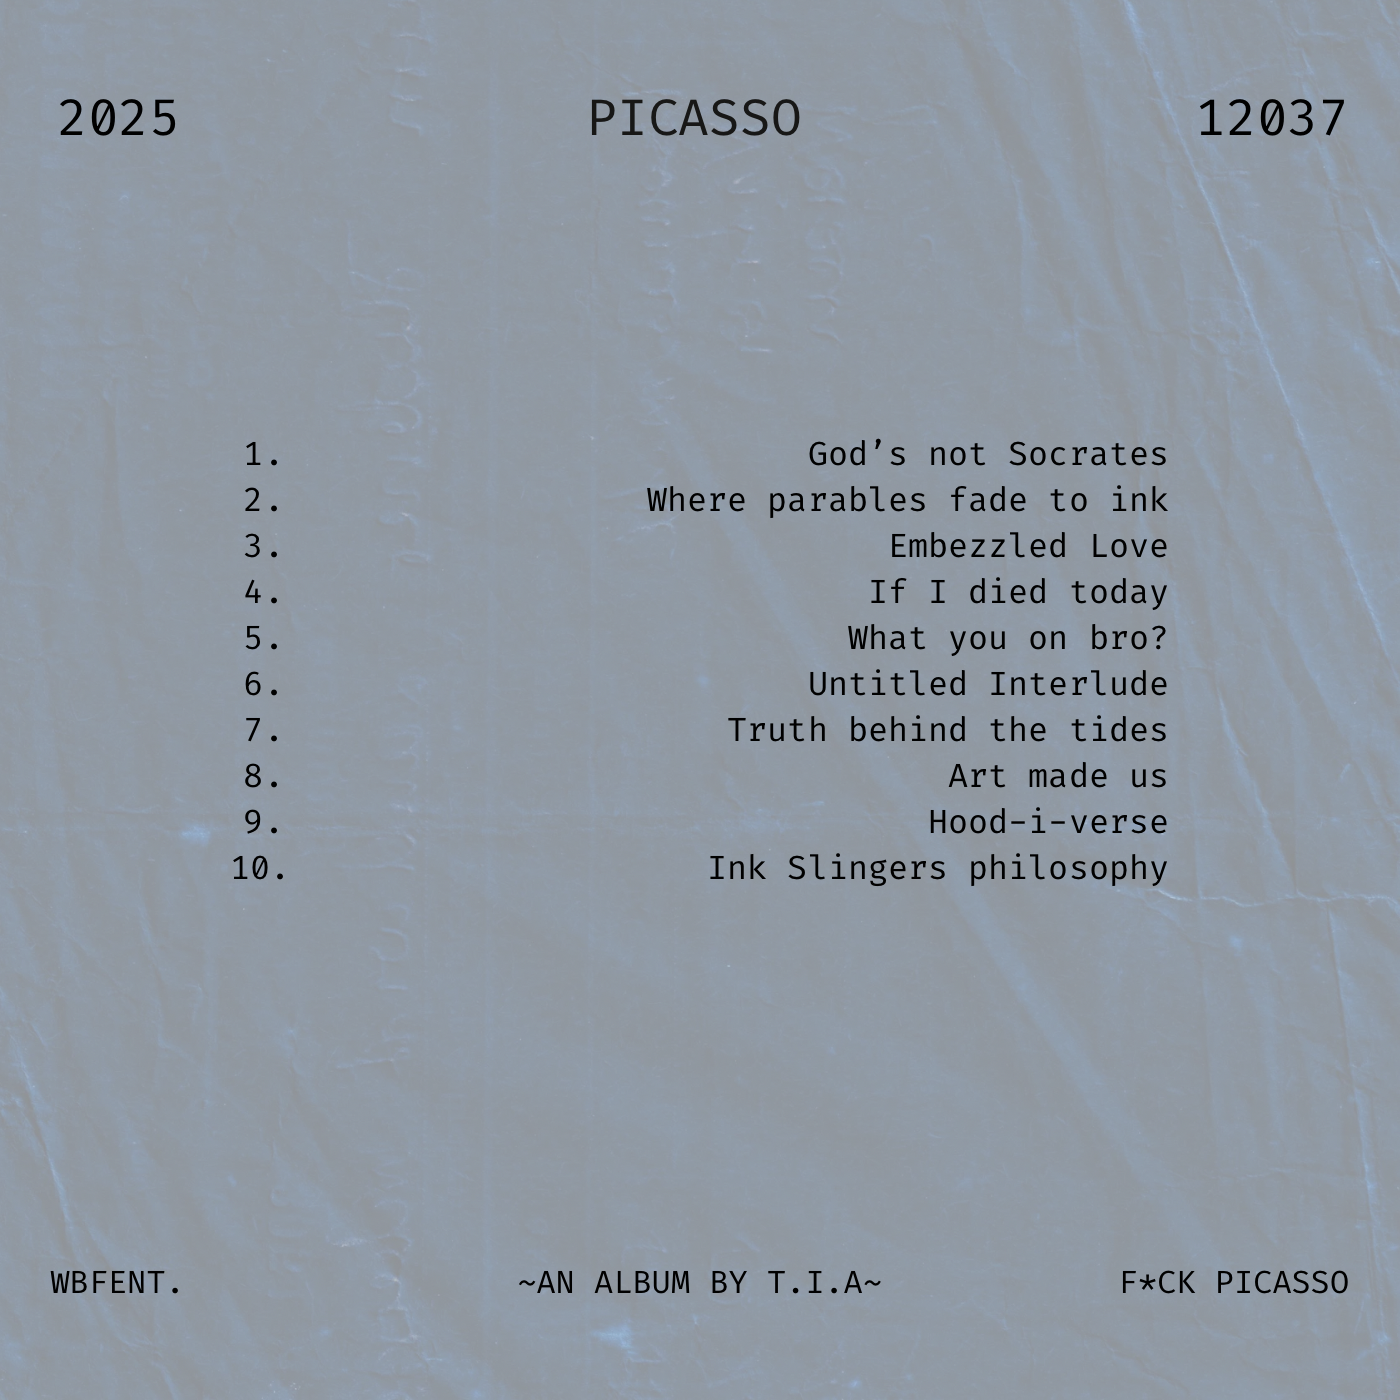 2025 PICASSO 12037
1. God’s not Socrates
2. Where parables fade to ink
3. Embezzled Love
4. If I died today
5. What you on bro?
6. Untitled Interlude
7. Truth behind the tides
8. Art made us
9. Hood-i-verse
10. Ink Slingers philosophy
WBFENT. ~AN ALBUM BY T.I.A~ F*CK PICASSO